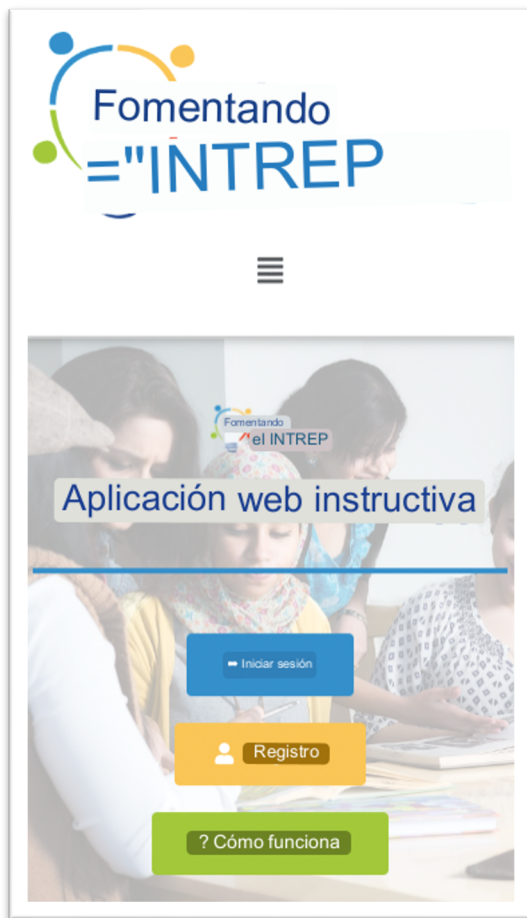 Fomentando
="INTREP
Fomentando
el INTREP
Aplicación web instructiva
Iniciar sesión
Registro
? Cómo funciona